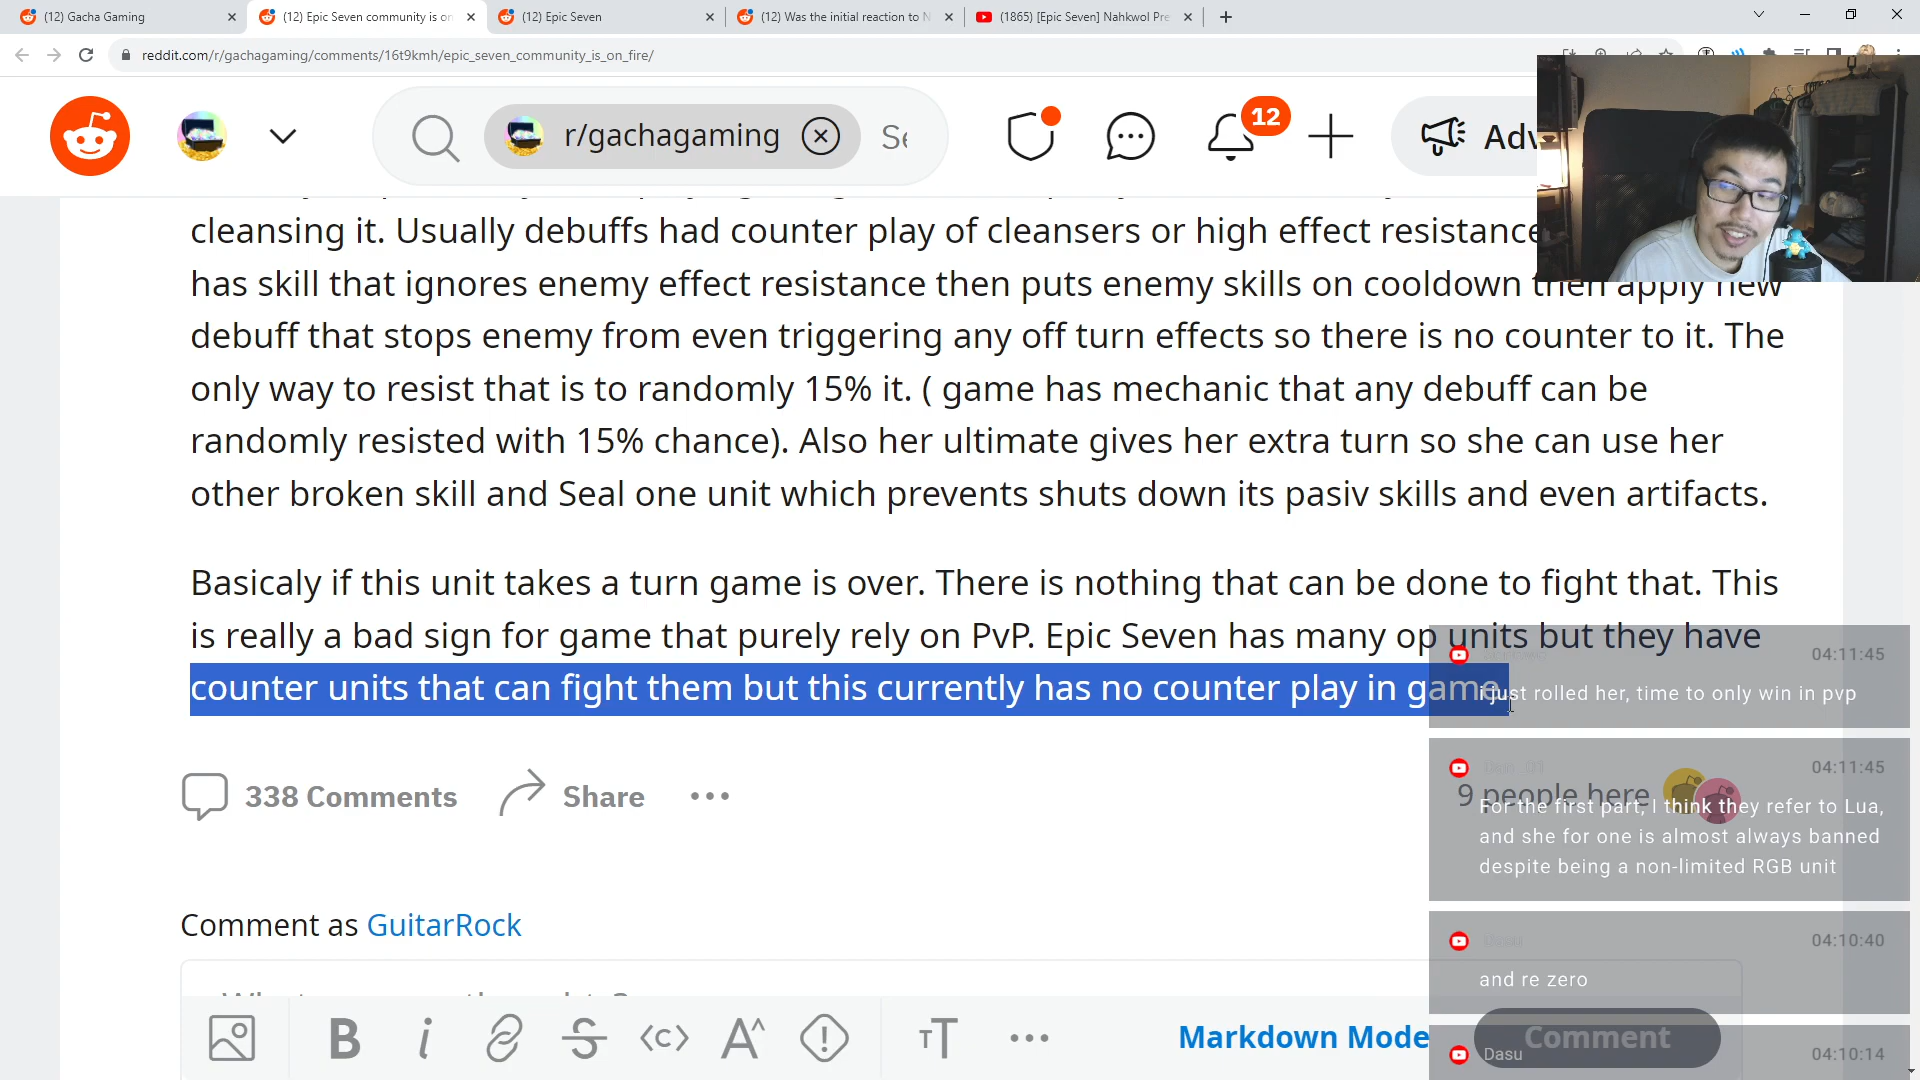 (12) Gacha Gaming
(12) Epic Seven community is on
(12) Epic Seven
(12) Was the initial reaction to N
(1865) [Epic Seven] Nahkwol Pre
reddit.com/r/gachagaming/comments/16t9kmh/epic_seven_community_is_on_fire/
r/gachagaming
12
Adv
cleansing it. Usually debuffs had counter play of cleansers or high effect resistance
has skill that ignores enemy effect resistance then puts enemy skills on cooldown then apply new
debuff that stops enemy from even triggering any off turn effects so there is no counter to it. The
only way to resist that is to randomly 15% it. ( game has mechanic that any debuff can be
randomly resisted with 15% chance). Also her ultimate gives her extra turn so she can use her
other broken skill and Seal one unit which prevents shuts down its pasiv skills and even artifacts.
Basicaly if this unit takes a turn game is over. There is nothing that can be done to fight that. This
is really a bad sign for game that purely rely on PvP. Epic Seven has many op units but they have
counter units that can fight them but this currently has no counter play in game
04:11:45
i just rolled her, time to only win in pvp
338 Comments
Share
9 people here
04:11:45
For the first part, I think they refer to Lua,
and she for one is almost always banned
despite being a non-limited RGB unit
Comment as GuitarRock
04:10:40
and re zero
Markdown Mode
Comment
Dasu
04:10:14